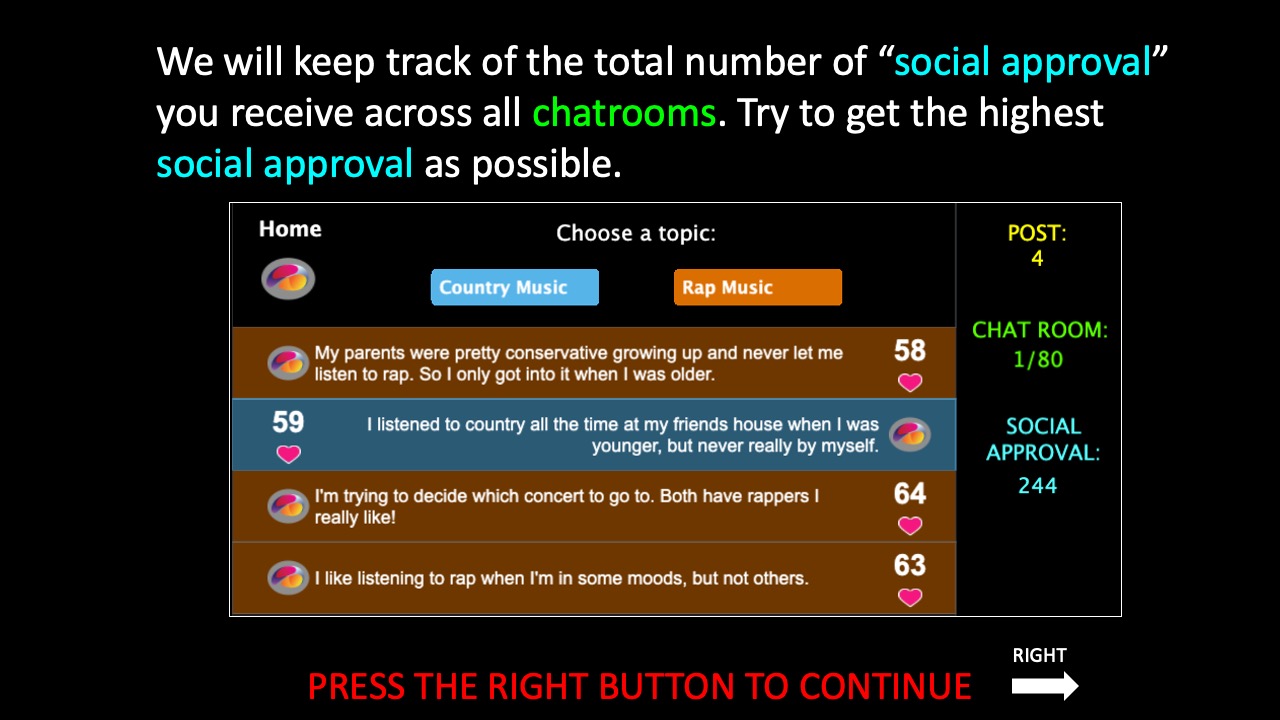 We will keep track of the total number of “social approval”
you receive across all chatrooms. Try to get the highest
social approval as possible.
Home
Choose a topic:
Country Music
Rap Music
My parents were pretty conservative growing up and never let me
listen to rap. So I only got into it when I was older.
58
59
I listened to country all the time at my friends house when I was
younger, but never really by myself.
I'm trying to decide which concert to go to. Both have rappers I
really like!
64
I like listening to rap when I'm in some moods, but not others.
63
POST:
4
CHAT ROOM:
1/80
SOCIAL
APPROVAL:
244
PRESS THE RIGHT BUTTON TO CONTINUE
RIGHT